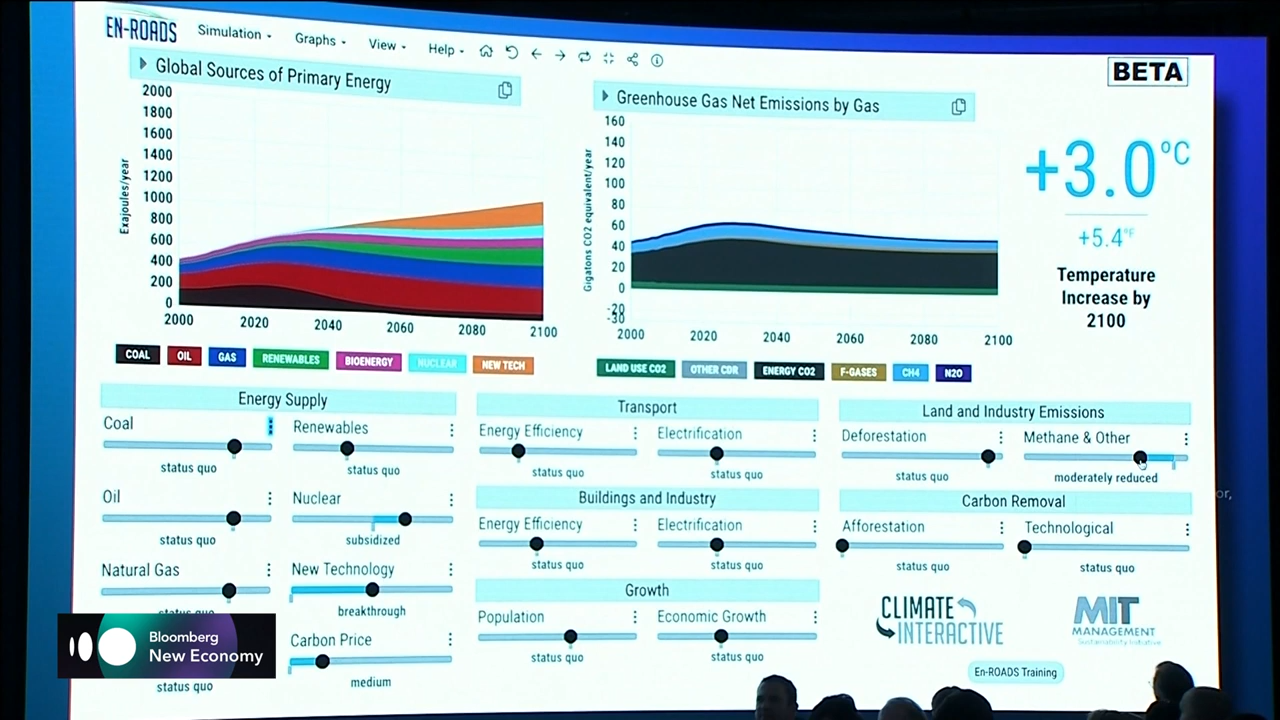 EN-ROADS
Simulation
Graphs
View
Help
BETA
Global Sources of Primary Energy
2000
1800
1600
1400
1200
1000
800
600
400
200
0
Exajoules/year
2000 2020 2040 2060 2080 2100
COAL OIL GAS RENEWABLES BIOENERGY NUCLEAR NEW TECH
Greenhouse Gas Net Emissions by Gas
160
140
120
100
80
60
40
20
0
-20
-30
Gigatons CO2 equivalent/year
2000 2020 2040 2060 2080 2100
LAND USE CO2 OTHER CDR ENERGY CO2 F-GASES CH4 N2O
+3.0°C
+5.4°F
Temperature
Increase by
2100
Energy Supply
Coal
status quo
Renewables
status quo
Oil
status quo
Nuclear
subsidized
Natural Gas
status quo
New Technology
breakthrough
Carbon Price
medium
status quo
Transport
Energy Efficiency
status quo
Electrification
status quo
Buildings and Industry
Energy Efficiency
status quo
Electrification
status quo
Growth
Population
status quo
Economic Growth
status quo
Land and Industry Emissions
Deforestation
status quo
Methane & Other
moderately reduced
Carbon Removal
Afforestation
status quo
Technological
status quo
CLIMATE
INTERACTIVE
MIT
MANAGEMENT
Sustainability Initiative
En-ROADS Training
or,
Bloomberg
New Economy